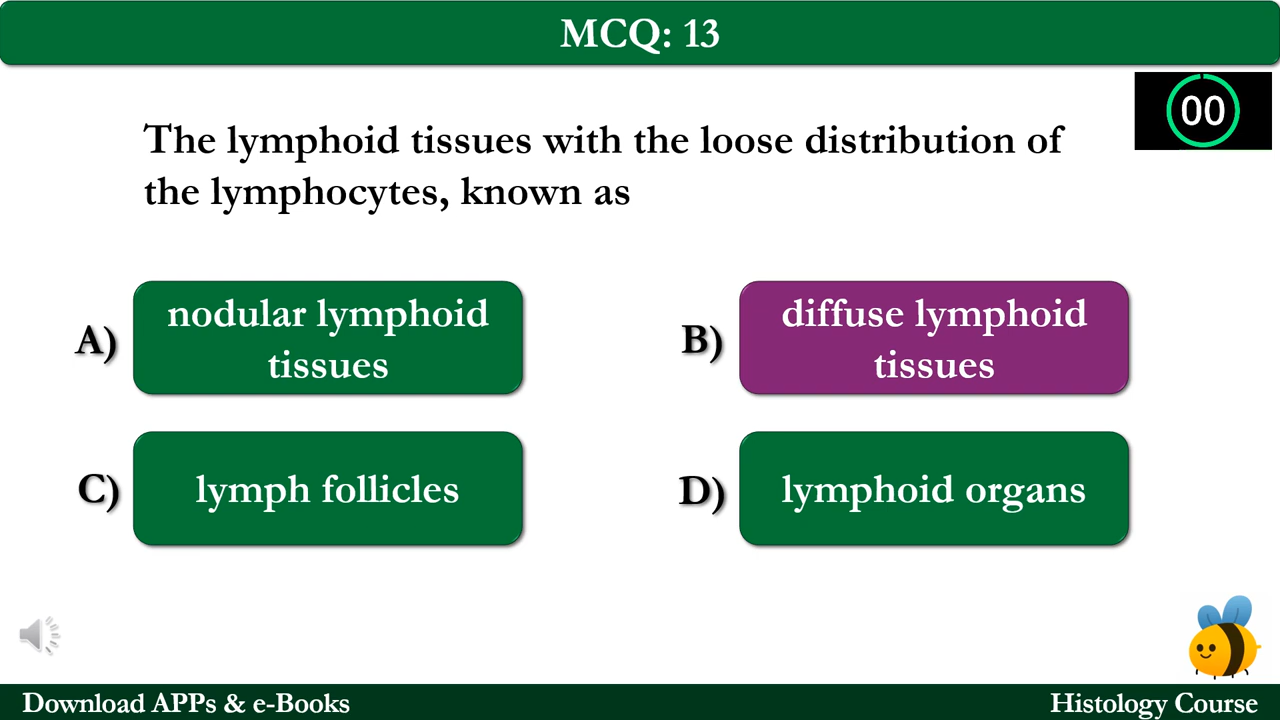 MCQ: 13
00
The lymphoid tissues with the loose distribution of
the lymphocytes, known as
A)
nodular lymphoid
tissues
B)
diffuse lymphoid
tissues
C)
lymph follicles
D)
lymphoid organs
Download APPs & e-Books
Histology Course